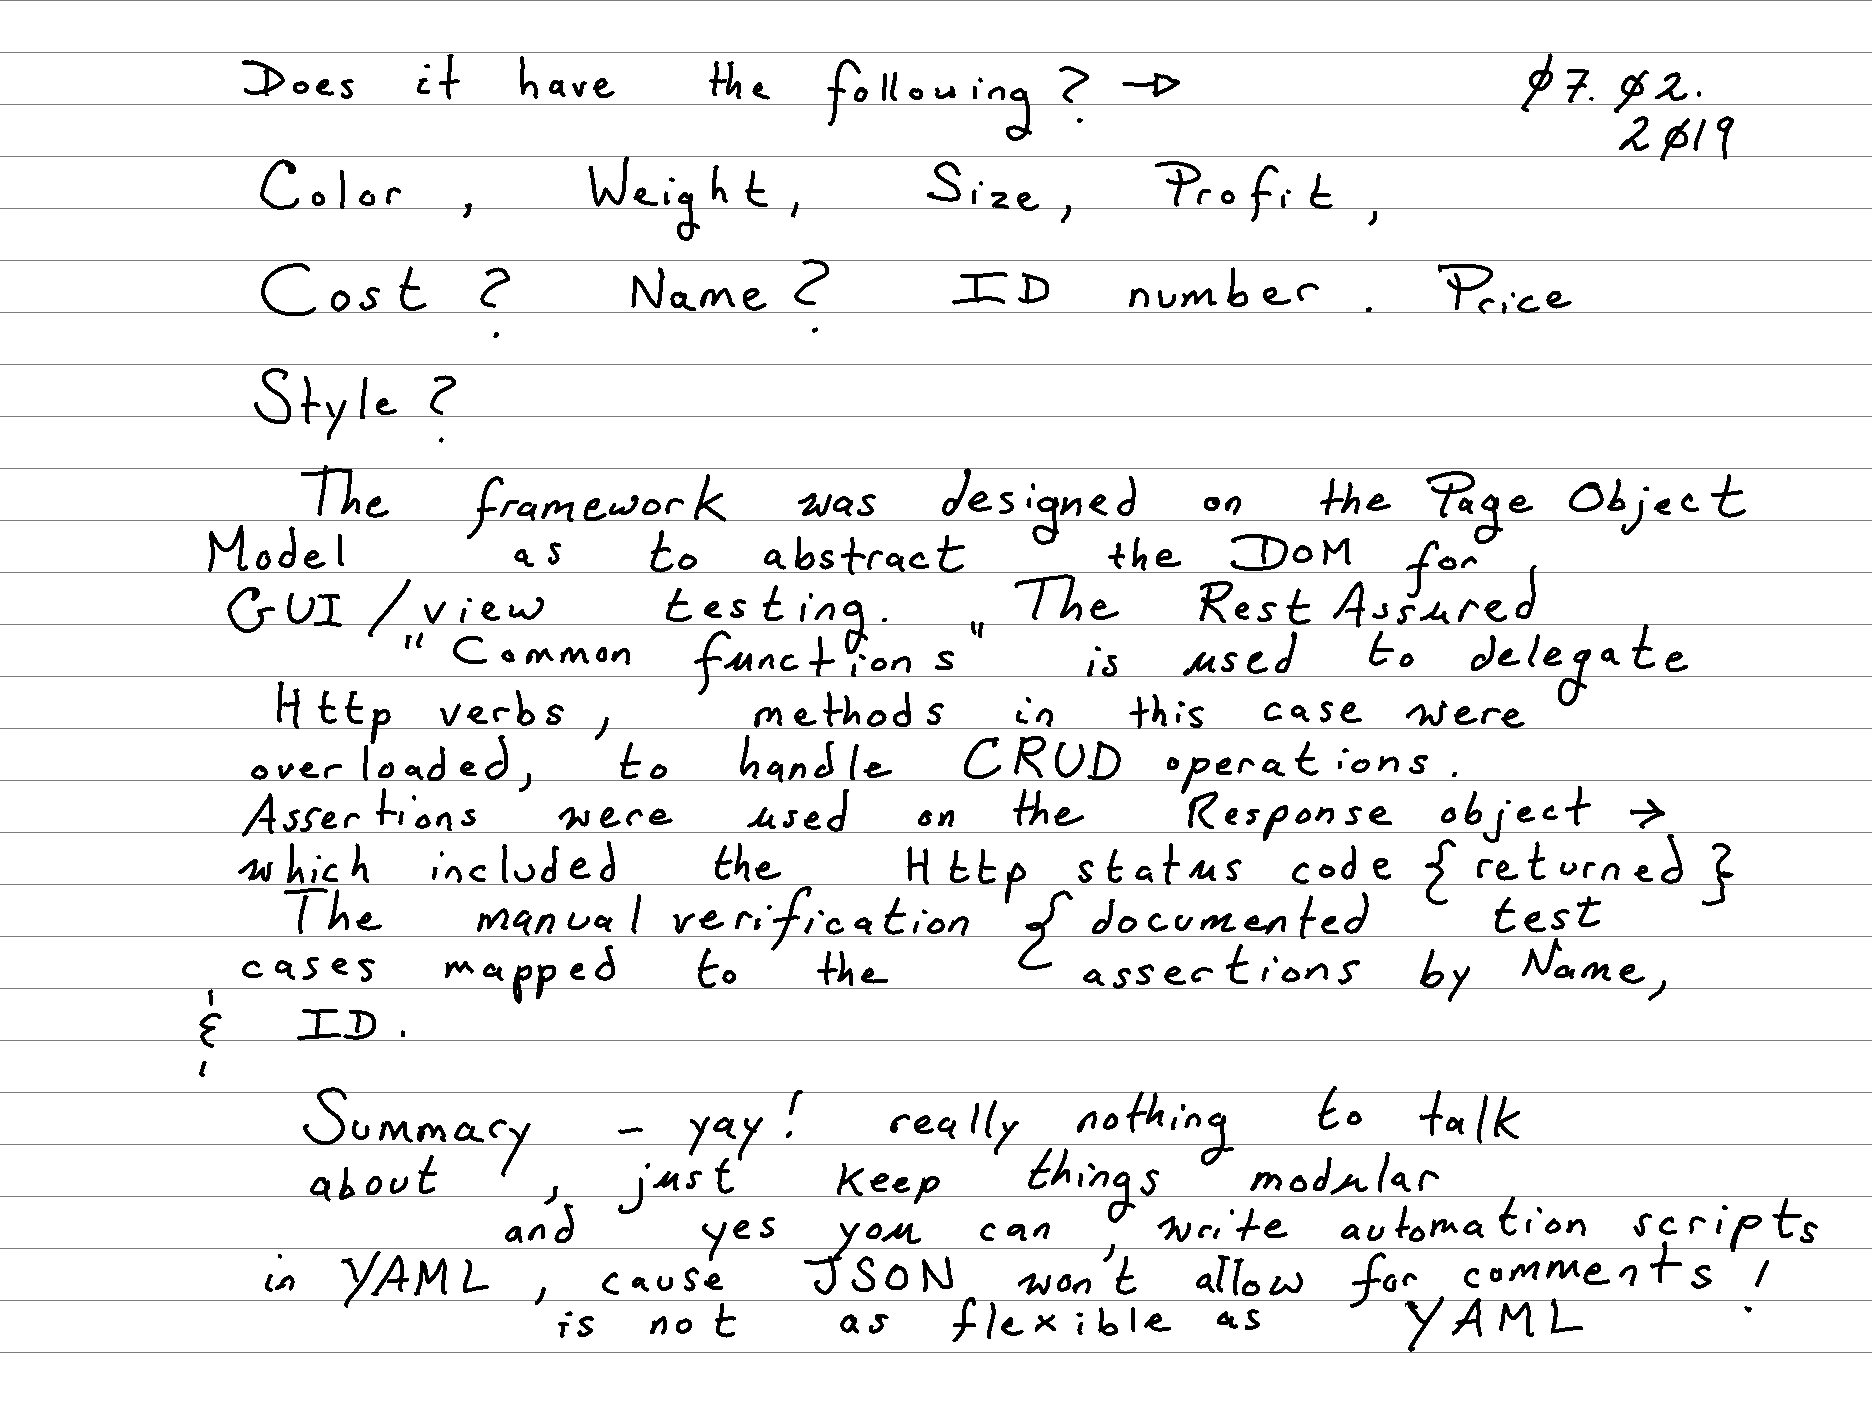 Does it have the following? → 07.02.
2019
Color, Weight, Size, Profit,
Cost? Name? ID number. Price
Style?
The framework was designed on the Page Object
Model as to abstract the DOM for
GUI/view testing. The Rest Assured
"Common functions" is used to delegate
Http verbs, methods in this case were
overloaded, to handle CRUD operations.
Assertions were used on the Response object →
which included the Http status code {returned}
The manual verification { documented test
cases mapped to the assertions by Name,
& ID.
Summary - yay! really nothing to talk
about, just keep things modular
and yes you can, write automation scripts
in YAML, cause JSON won't allow for comments!
is not as flexible as YAML